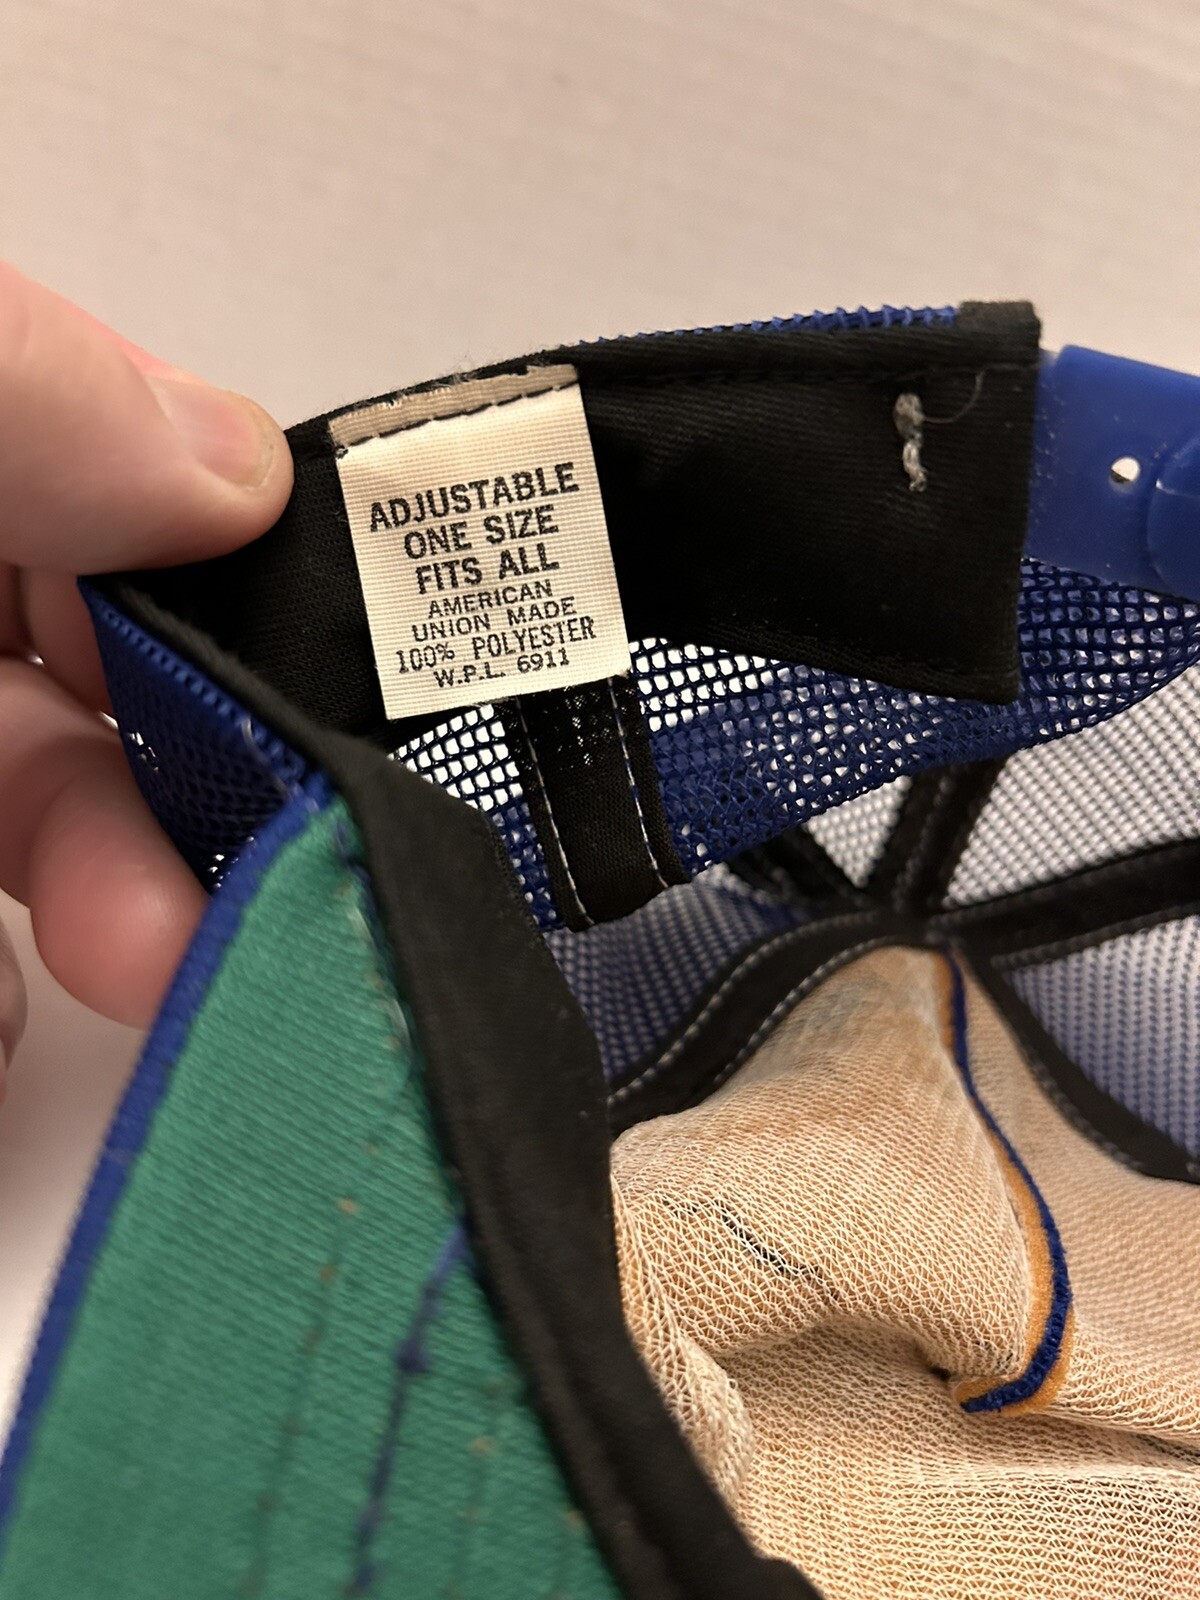 ADJUSTABLE
ONE SIZE
FITS ALL
AMERICAN
UNION MADE
100% POLYESTER
W.P.L. 6911